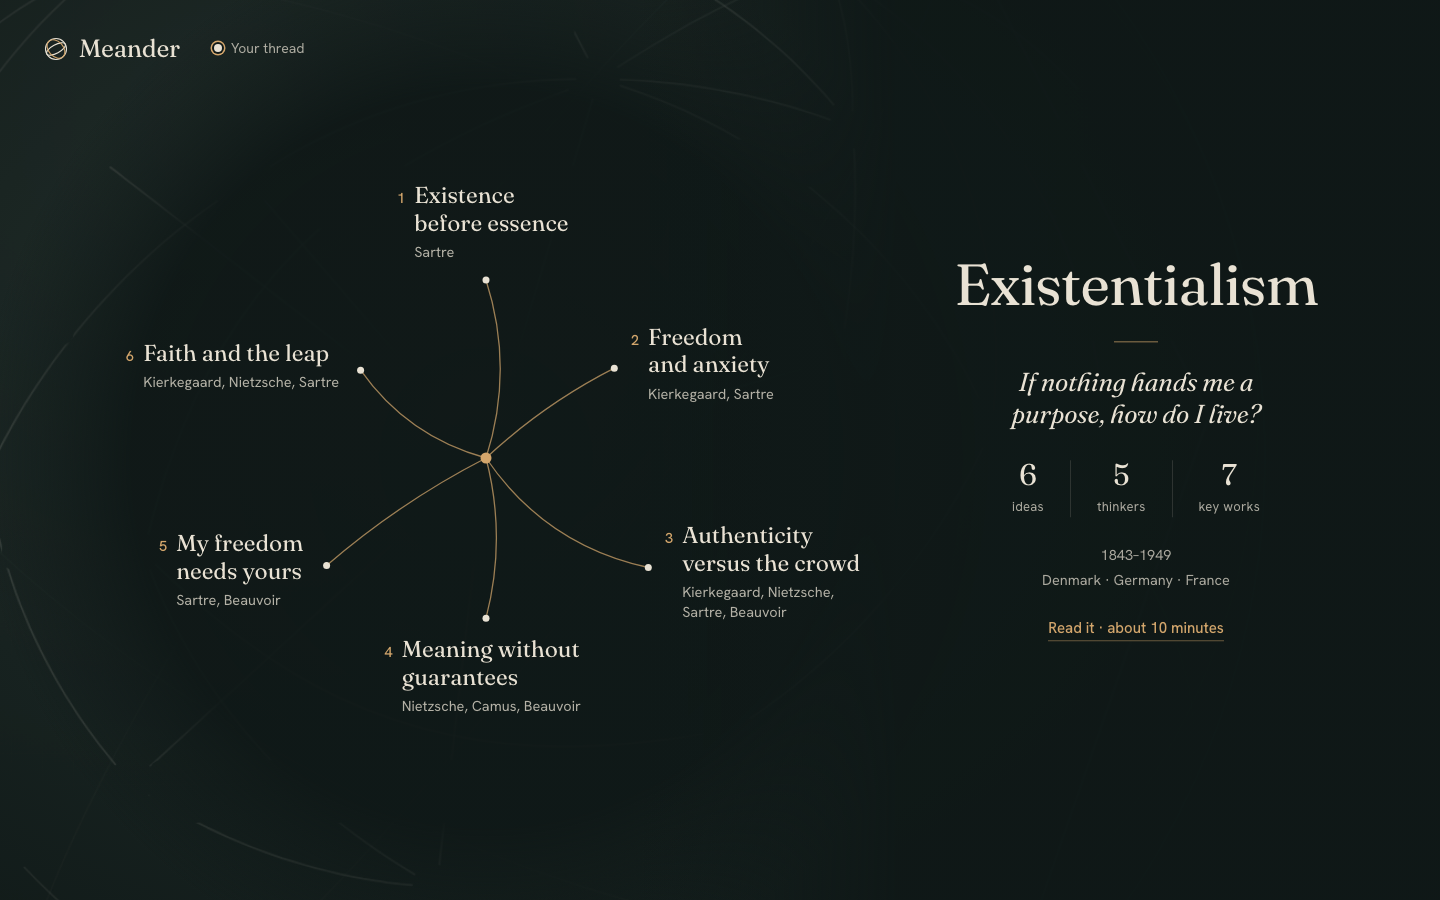 Meander
Your thread
1 Existence
before essence
Sartre
2 Freedom
and anxiety
Kierkegaard, Sartre
3 Authenticity
versus the crowd
Kierkegaard, Nietzsche,
Sartre, Beauvoir
4 Meaning without
guarantees
Nietzsche, Camus, Beauvoir
5 My freedom
needs yours
Sartre, Beauvoir
6 Faith and the leap
Kierkegaard, Nietzsche, Sartre
Existentialism
If nothing hands me a
purpose, how do I live?
6 5 7
ideas thinkers key works
1843–1949
Denmark · Germany · France
Read it · about 10 minutes